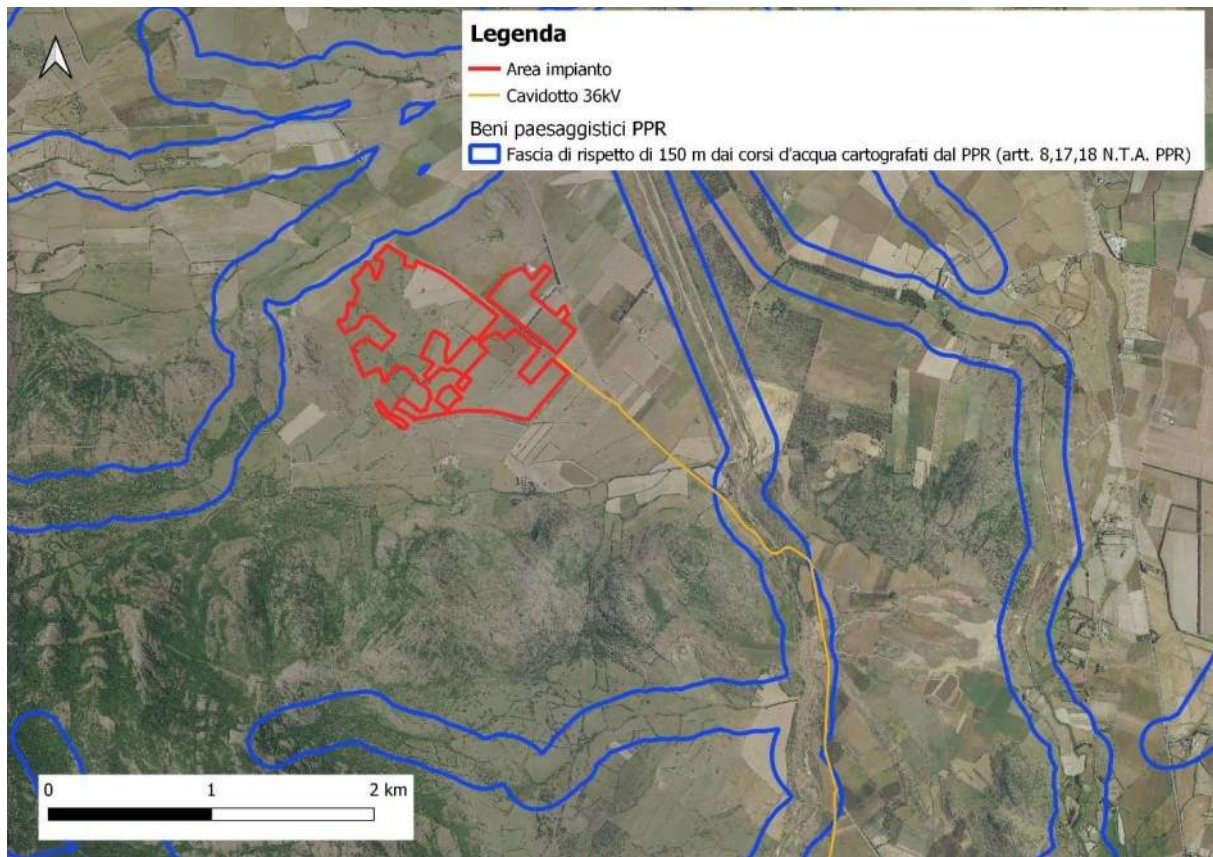 Legenda
Area impianto
Cavidotto 36kV
Beni paesaggistici PPR
Fascia di rispetto di 150 m dai corsi d'acqua cartografati dal PPR (artt. 8,17,18 N.T.A. PPR)
0 1 2 km